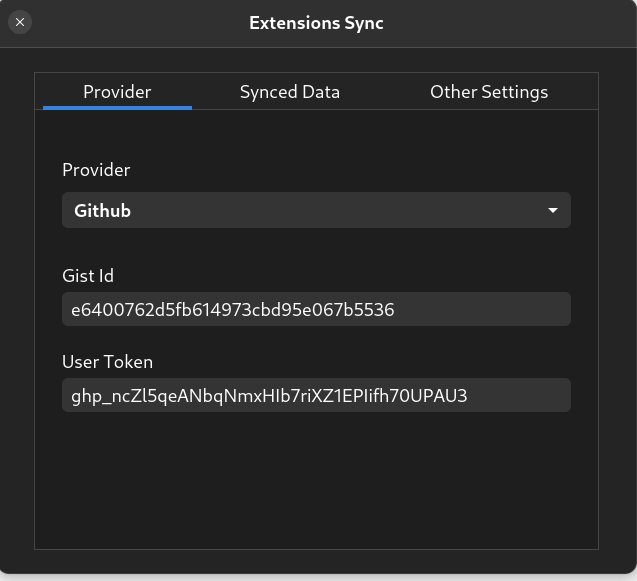 Extensions Sync
Provider
Synced Data
Other Settings
Provider
Github
Gist Id
e6400762d5fb614973cbd95e067b5536
User Token
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